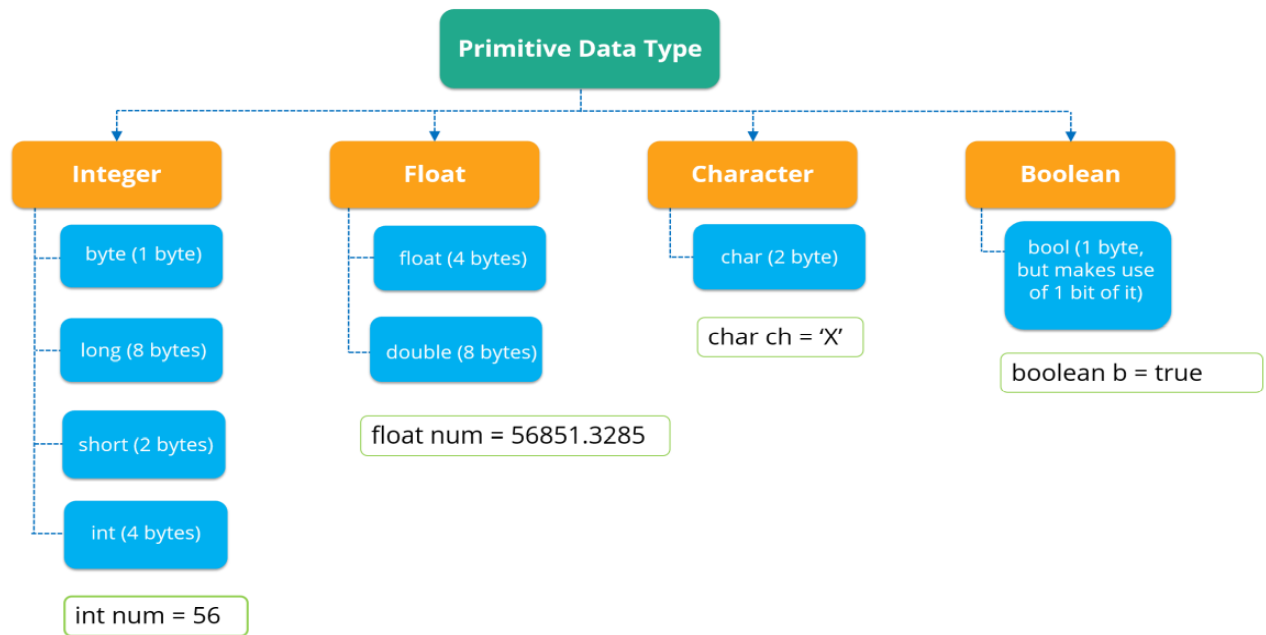 Primitive Data Type
Integer
Float
Character
Boolean
byte (1 byte)
long (8 bytes)
short (2 bytes)
int (4 bytes)
int num = 56
float (4 bytes)
double (8 bytes)
float num = 56851.3285
char (2 byte)
char ch = ‘X’
bool (1 byte,
but makes use
of 1 bit of it)
boolean b = true